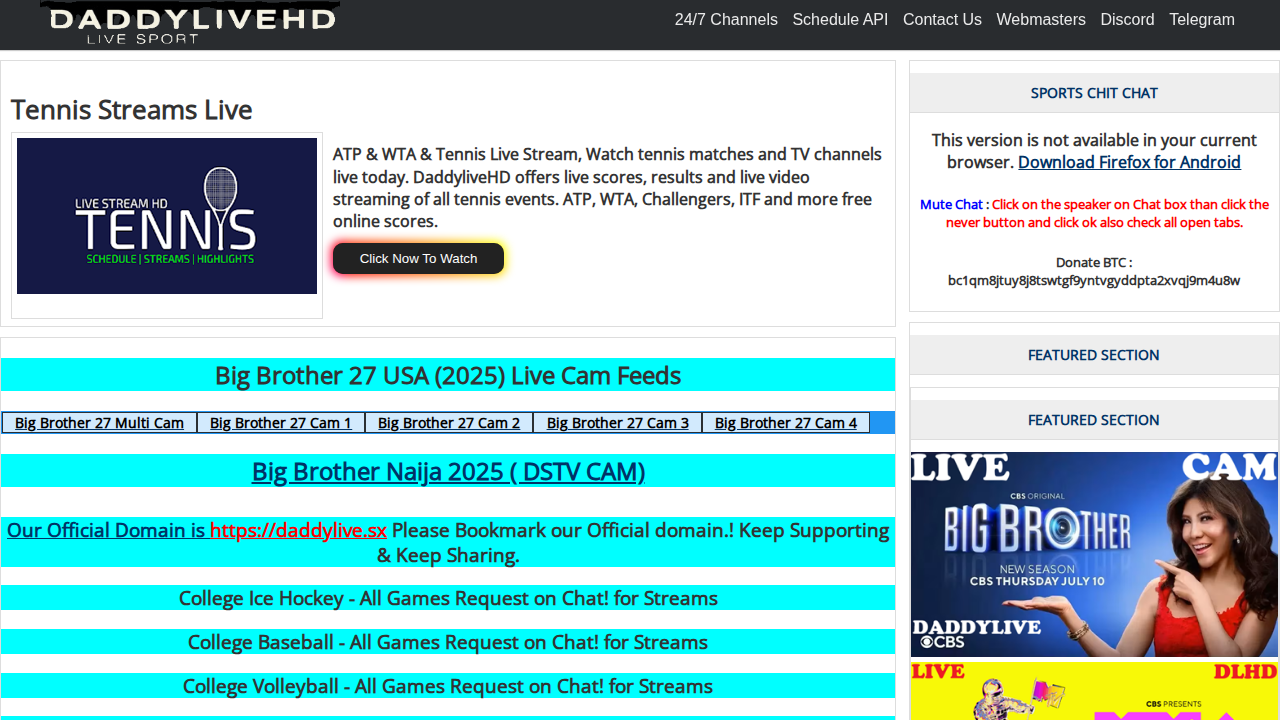 DADDYLIVEHD
LIVE SPORT
24/7 Channels Schedule API Contact Us Webmasters Discord Telegram
Tennis Streams Live
LIVE STREAM HD
TENNIS
SCHEDULE | STREAMS | HIGHLIGHTS
ATP & WTA & Tennis Live Stream, Watch tennis matches and TV channels
live today. DaddyliveHD offers live scores, results and live video
streaming of all tennis events. ATP, WTA, Challengers, ITF and more free
online scores.
Click Now To Watch
Big Brother 27 USA (2025) Live Cam Feeds
Big Brother 27 Multi Cam Big Brother 27 Cam 1 Big Brother 27 Cam 2 Big Brother 27 Cam 3 Big Brother 27 Cam 4
Big Brother Naija 2025 ( DSTV CAM)
Our Official Domain is https://daddylive.sx Please Bookmark our Official domain.! Keep Supporting
& Keep Sharing.
College Ice Hockey - All Games Request on Chat! for Streams
College Baseball - All Games Request on Chat! for Streams
College Volleyball - All Games Request on Chat! for Streams
SPORTS CHIT CHAT
This version is not available in your current
browser. Download Firefox for Android
Mute Chat : Click on the speaker on Chat box than click the
never button and click ok also check all open tabs.
Donate BTC :
bc1qm8jtuy8j8tswtgf9yntvgyddpta2xvqj9m4u8w
FEATURED SECTION
FEATURED SECTION
LIVE CAM
CBS ORIGINAL
BIG BROTHER
NEW SEASON
CBS THURSDAY JULY 10
DADDYLIVE
CBS
LIVE DLHD
CBS PRESENTS